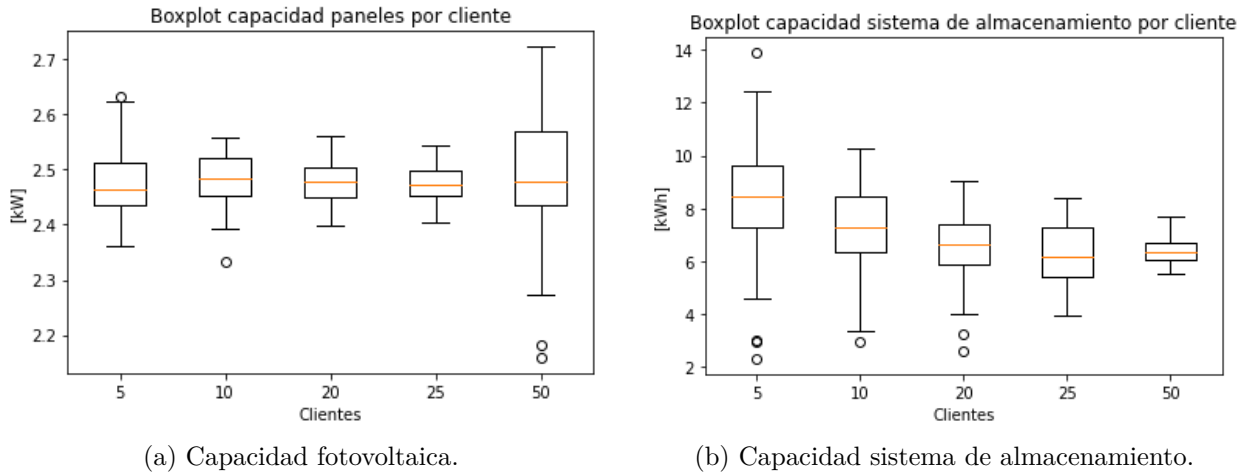 Boxplot capacidad paneles por cliente
2.7
2.6
2.5
2.4
2.3
2.2
[kW]
5 10 20 25 50
Clientes
(a) Capacidad fotovoltaica.
Boxplot capacidad sistema de almacenamiento por cliente
14
12
10
8
6
4
2
[kWh]
5 10 20 25 50
Clientes
(b) Capacidad sistema de almacenamiento.